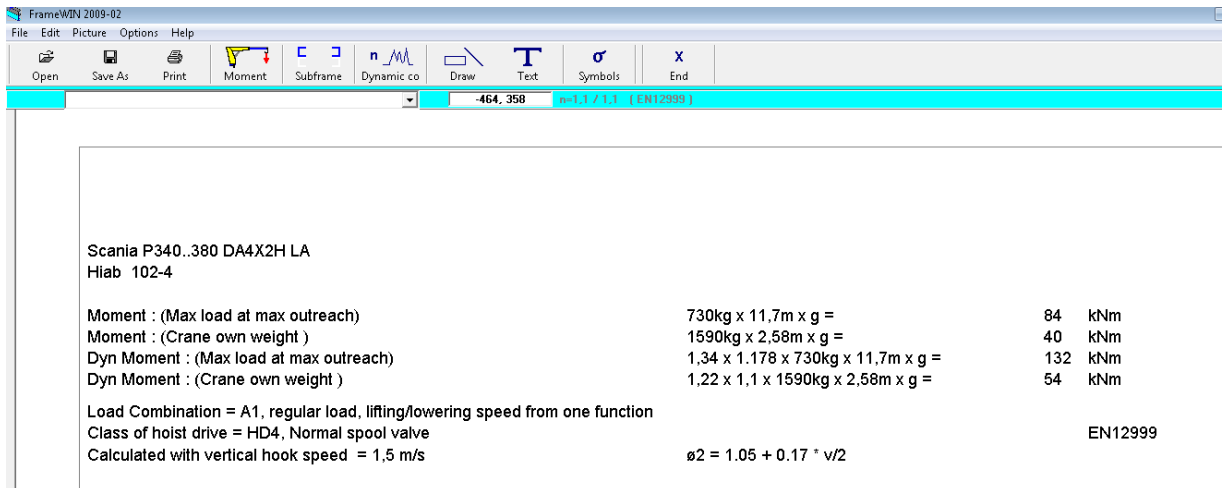 FrameWIN 2009-02
File Edit Picture Options Help
Open Save As Print Moment Subframe n Dynamic co Draw T Text σ Symbols X End
-464, 358 n=1,1 / 1,1 ( EN12999 )
Scania P340..380 DA4X2H LA
Hiab 102-4
Moment : (Max load at max outreach) 730kg x 11,7m x g = 84 kNm
Moment : (Crane own weight ) 1590kg x 2,58m x g = 40 kNm
Dyn Moment : (Max load at max outreach) 1,34 x 1.178 x 730kg x 11,7m x g = 132 kNm
Dyn Moment : (Crane own weight ) 1,22 x 1,1 x 1590kg x 2,58m x g = 54 kNm
Load Combination = A1, regular load, lifting/lowering speed from one function
Class of hoist drive = HD4, Normal spool valve EN12999
Calculated with vertical hook speed = 1,5 m/s ø2 = 1.05 + 0.17 * v/2